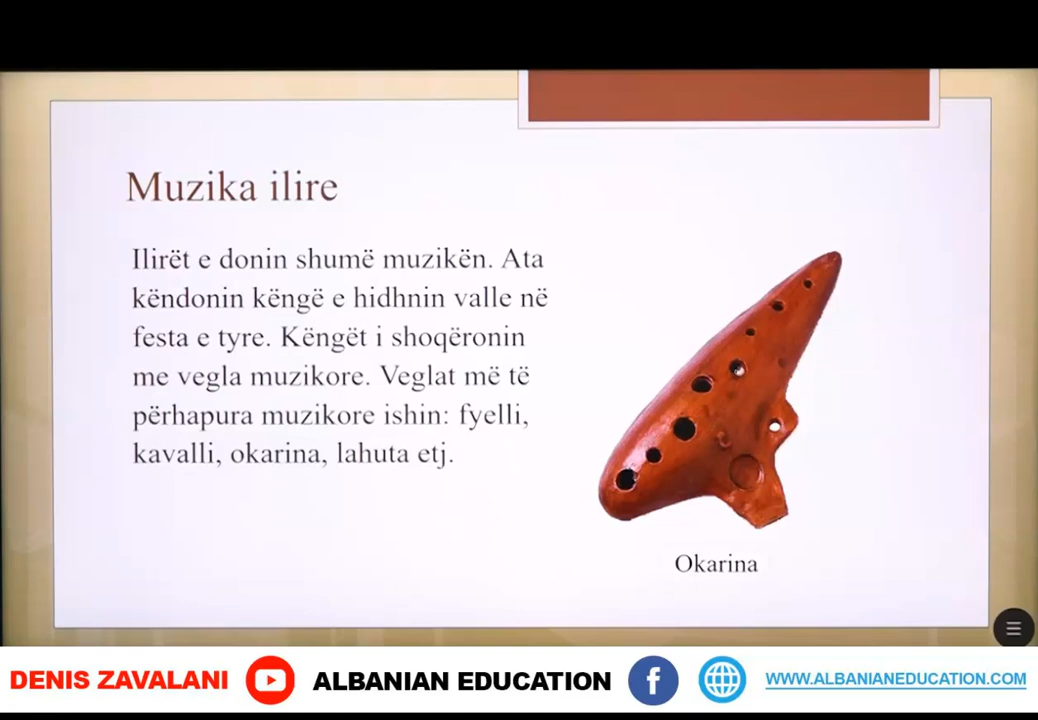 Muzika ilire
Ilirët e donin shumë muzikën. Ata
këndonin këngë e hidhnin valle në
festa e tyre. Këngët i shoqëronin
me vegla muzikore. Veglat më të
përhapura muzikore ishin: fyelli,
kavalli, okarina, lahuta etj.
Okarina
DENIS ZAVALANI
ALBANIAN EDUCATION
WWW.ALBANIANEDUCATION.COM